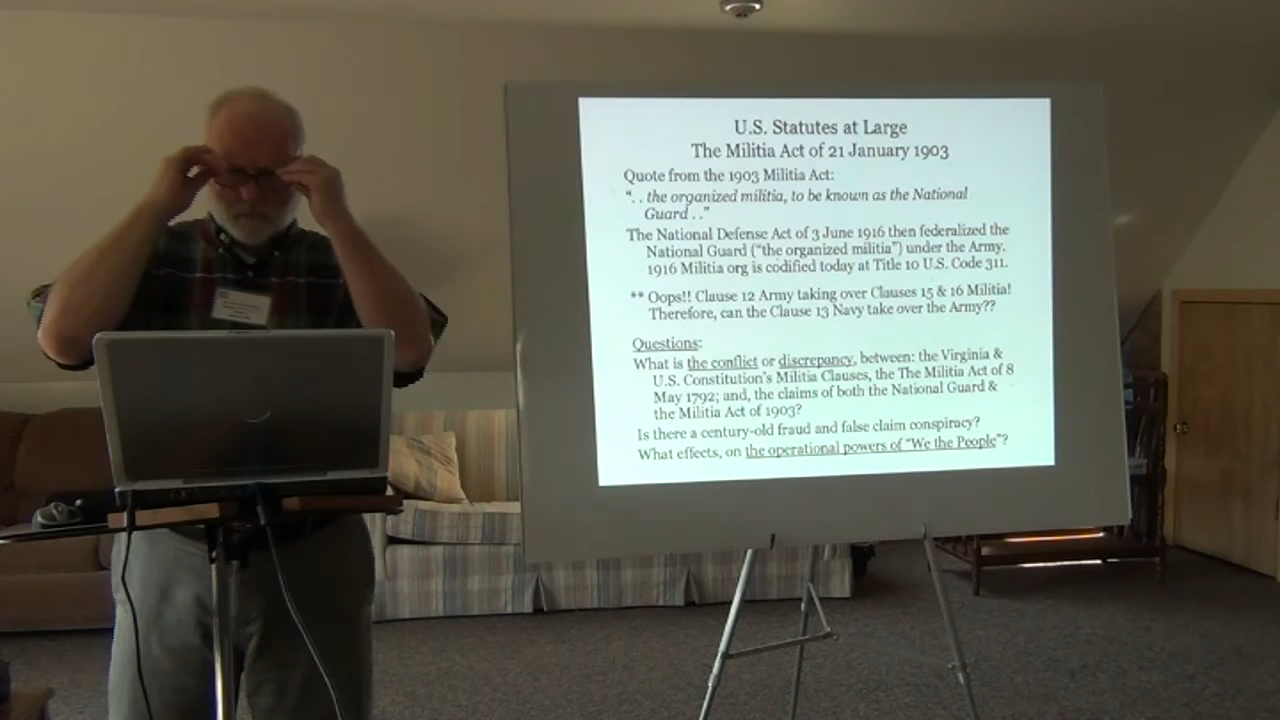 U.S. Statutes at Large
The Militia Act of 21 January 1903
Quote from the 1903 Militia Act:
". . the organized militia, to be known as the National
Guard . ."
The National Defense Act of 3 June 1916 then federalized the
National Guard ("the organized militia") under the Army.
1916 Militia org is codified today at Title 10 U.S. Code 311.
** Oops!! Clause 12 Army taking over Clauses 15 & 16 Militia!
Therefore, can the Clause 13 Navy take over the Army??
Questions:
What is the conflict or discrepancy, between: the Virginia &
U.S. Constitution's Militia Clauses, the The Militia Act of 8
May 1792; and, the claims of both the National Guard &
the Militia Act of 1903?
Is there a century-old fraud and false claim conspiracy?
What effects, on the operational powers of "We the People"?